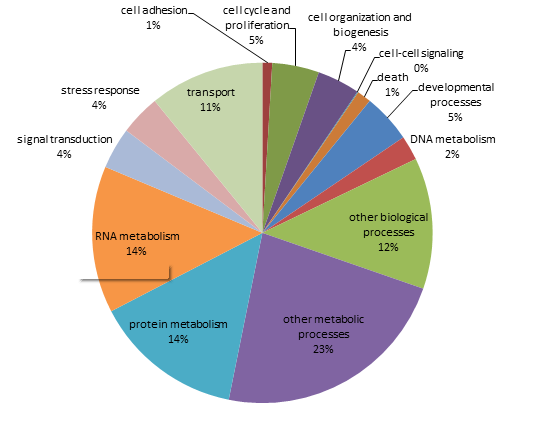 cell adhesion
1%
cell cycle and
proliferation
5%
cell organization and
biogenesis
4%
cell-cell signaling
0%
death
1%
developmental
processes
5%
DNA metabolism
2%
other biological
processes
12%
other metabolic
processes
23%
protein metabolism
14%
RNA metabolism
14%
signal transduction
4%
stress response
4%
transport
11%